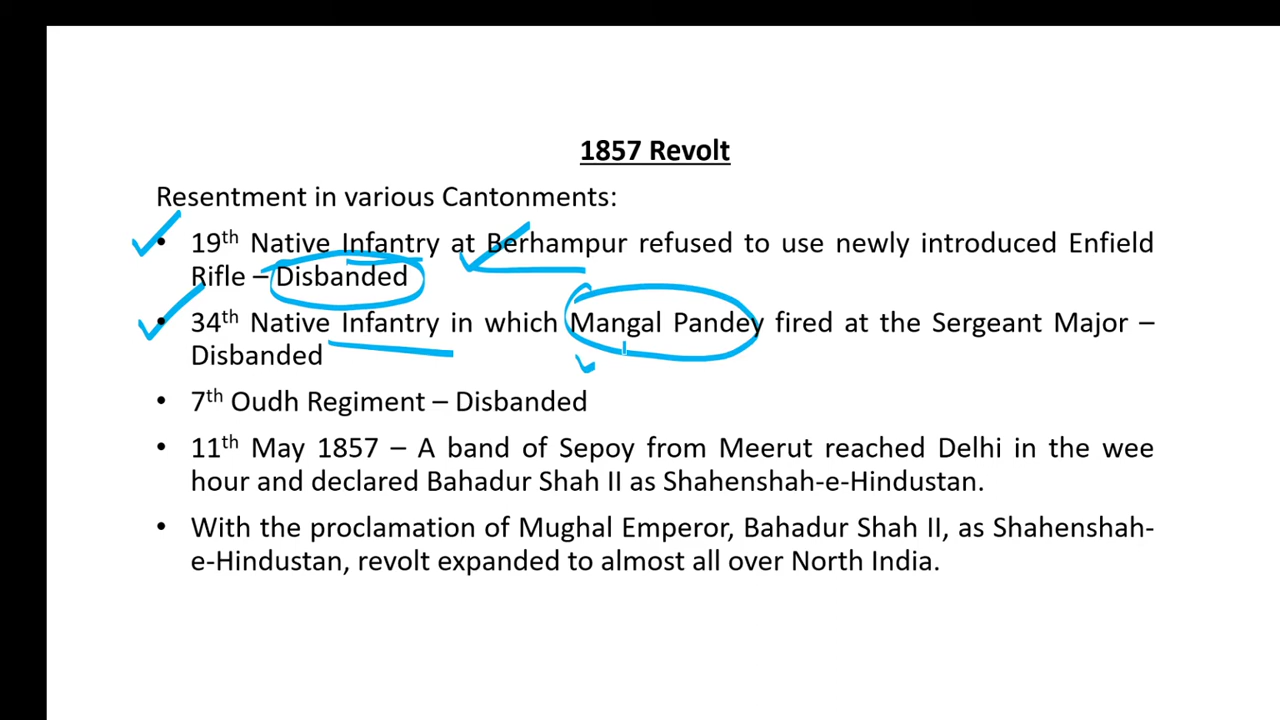 1857 Revolt
Resentment in various Cantonments:
• 19th Native Infantry at Berhampur refused to use newly introduced Enfield
Rifle – Disbanded
• 34th Native Infantry in which Mangal Pandey fired at the Sergeant Major –
Disbanded
• 7th Oudh Regiment – Disbanded
• 11th May 1857 – A band of Sepoy from Meerut reached Delhi in the wee
hour and declared Bahadur Shah II as Shahenshah-e-Hindustan.
• With the proclamation of Mughal Emperor, Bahadur Shah II, as Shahenshah-
e-Hindustan, revolt expanded to almost all over North India.